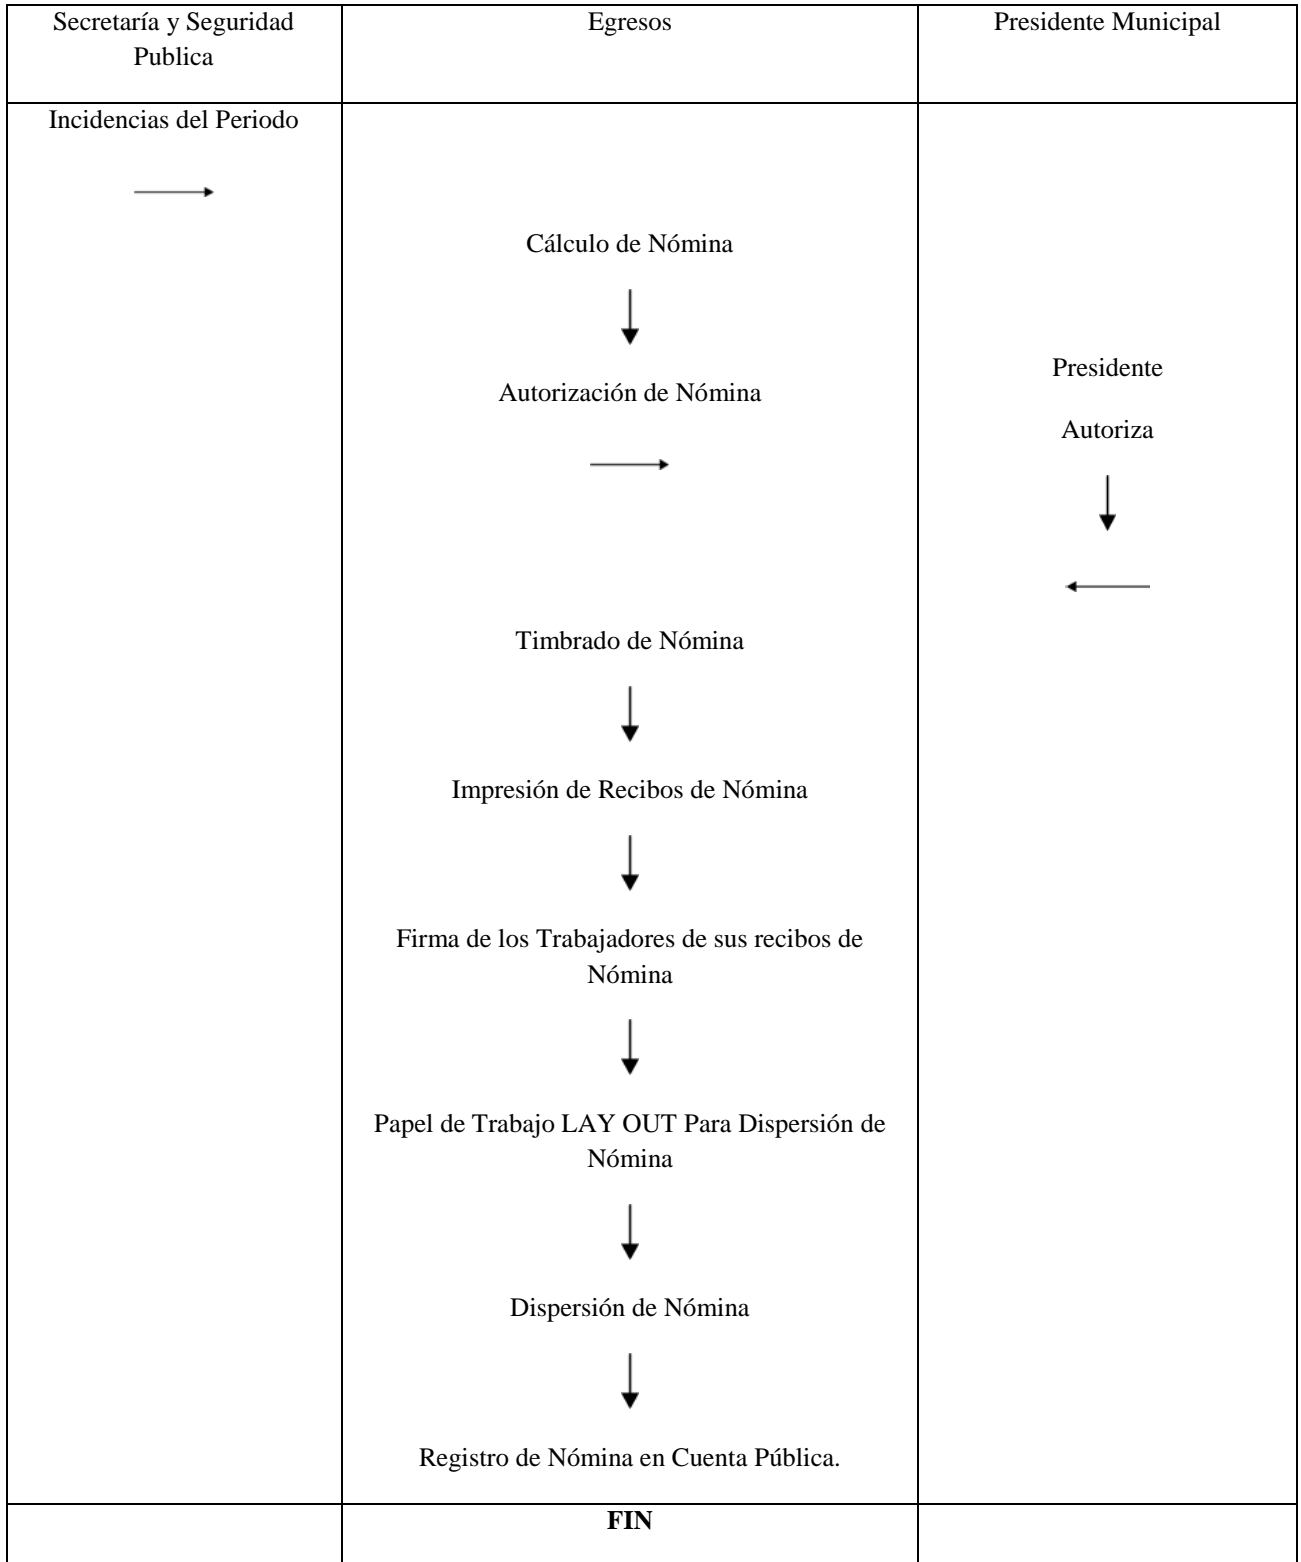 Secretaría y Seguridad
Publica
Egresos
Presidente Municipal
Incidencias del Periodo
Cálculo de Nómina
Autorización de Nómina
Presidente
Autoriza
Timbrado de Nómina
Impresión de Recibos de Nómina
Firma de los Trabajadores de sus recibos de
Nómina
Papel de Trabajo LAY OUT Para Dispersión de
Nómina
Dispersión de Nómina
Registro de Nómina en Cuenta Pública.
FIN